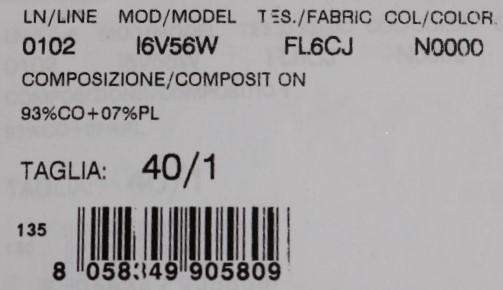 LN/LINE MOD/MODEL TES./FABRIC COL/COLOR.
0102 I6V56W FL6CJ N0000
COMPOSIZIONE/COMPOSIT ON
93%CO+07%PL
TAGLIA: 40/1
135
8 058349 905809